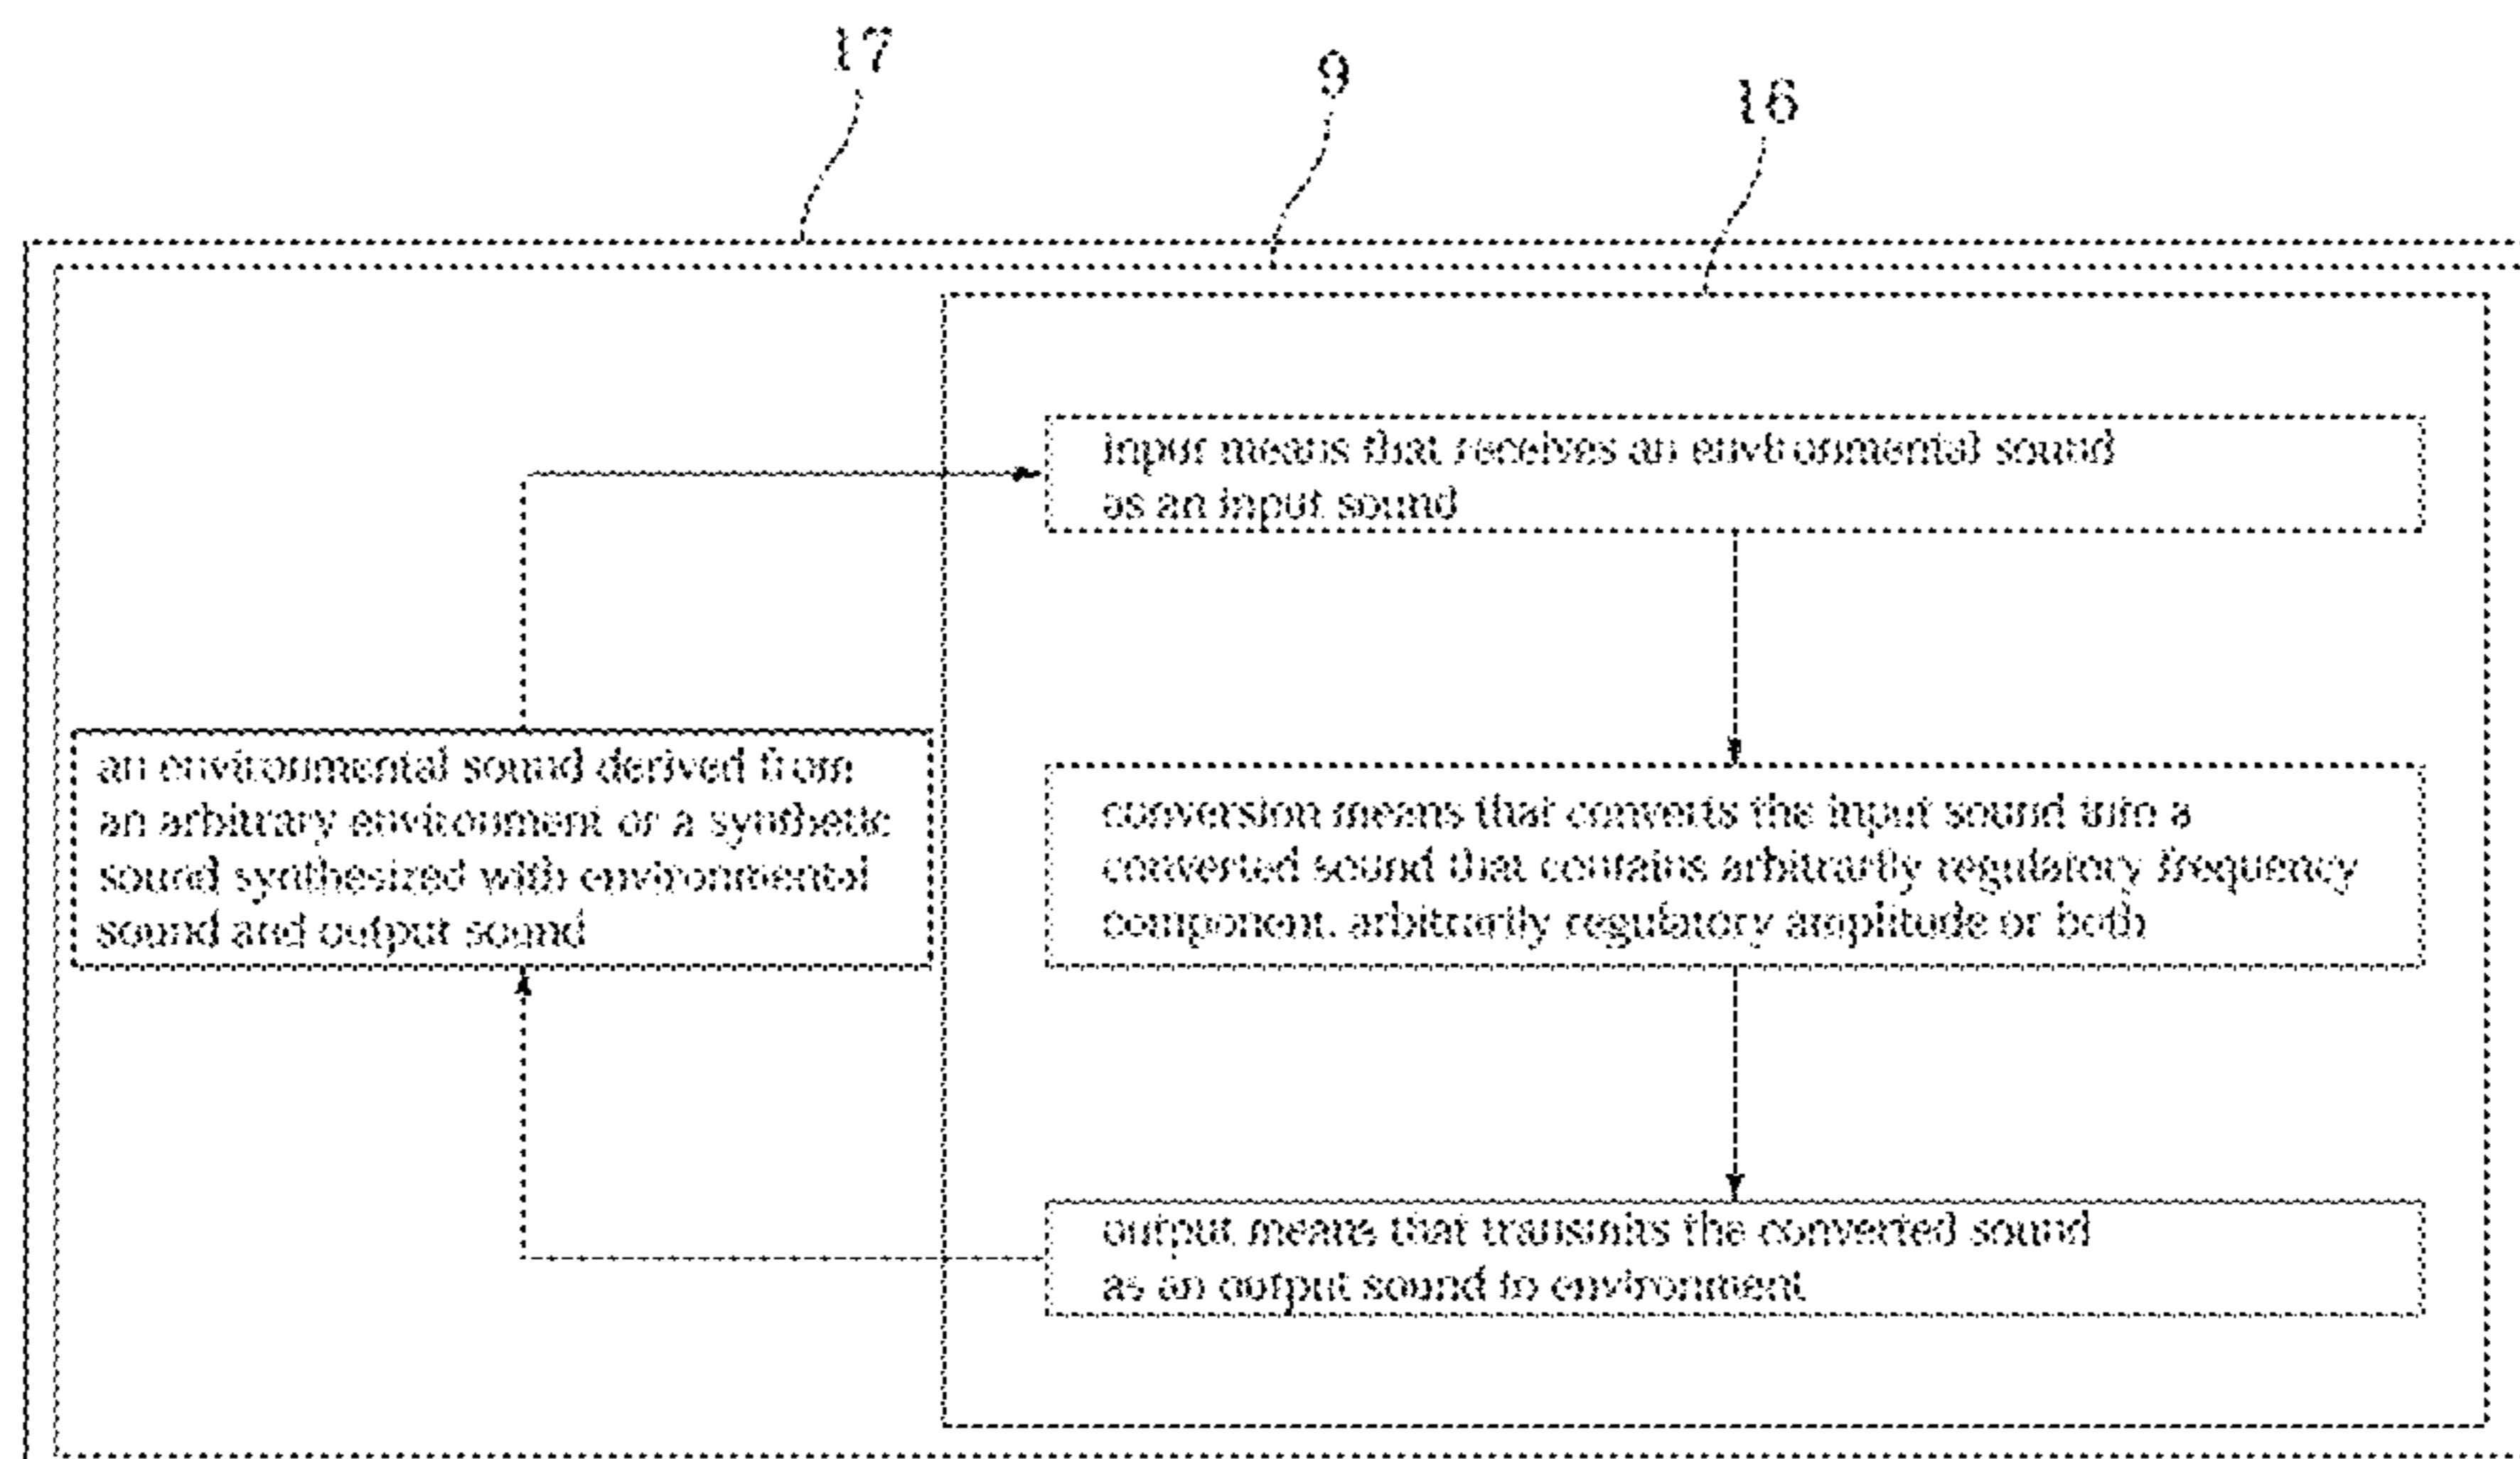 17
9
16
input means that receives an environmental sound
as an input sound
an environmental sound derived from
an arbitrary environment or a synthetic
sound synthesized with environmental
sound and output sound
conversion means that converts the input sound into a
converted sound that contains arbitrarily regulatory frequency
component, arbitrarily regulatory amplitude or both
output means that transmits the converted sound
as an output sound to environment